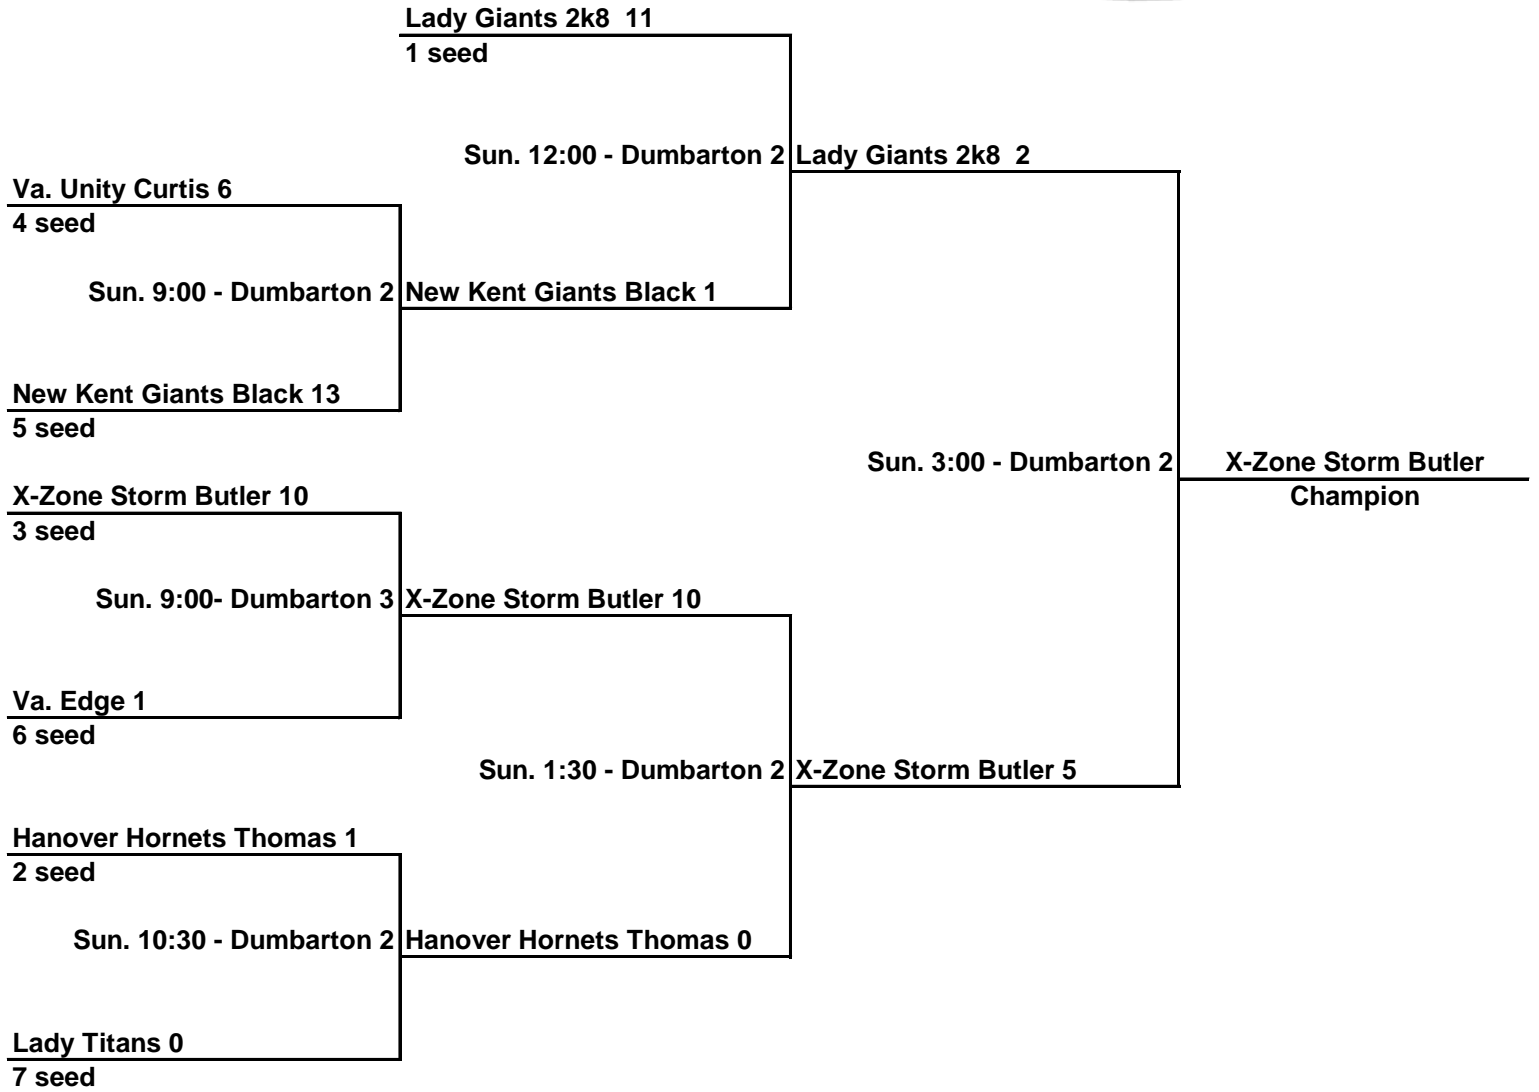 Lady Giants 2k8  11
1 seed
Sun. 12:00 - Dumbarton 2
Lady Giants 2k8  2
Va. Unity Curtis 6
4 seed
Sun. 9:00 - Dumbarton 2
New Kent Giants Black 1
New Kent Giants Black 13
5 seed
Sun. 3:00 - Dumbarton 2
X-Zone Storm Butler
Champion
X-Zone Storm Butler 10
3 seed
Sun. 9:00- Dumbarton 3
X-Zone Storm Butler 10
Va. Edge 1
6 seed
Sun. 1:30 - Dumbarton 2
X-Zone Storm Butler 5
Hanover Hornets Thomas 1
2 seed
Sun. 10:30 - Dumbarton 2
Hanover Hornets Thomas 0
Lady Titans 0
7 seed